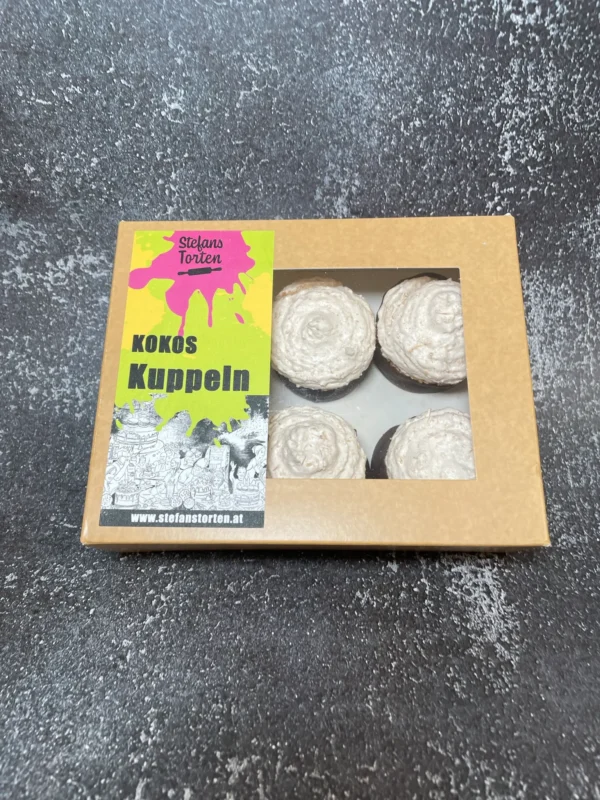 Stefans
Torten
KOKOS
Kuppeln
www.stefanstorten.at